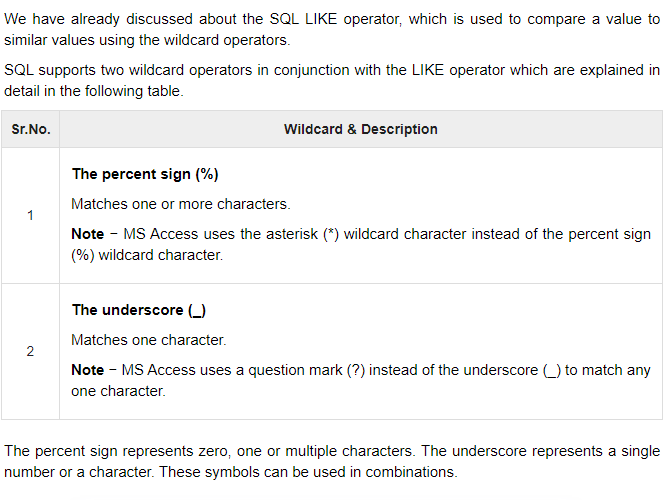 We have already discussed about the SQL LIKE operator, which is used to compare a value to
similar values using the wildcard operators.
SQL supports two wildcard operators in conjunction with the LIKE operator which are explained in
detail in the following table.
Sr.No.
Wildcard & Description
1
The percent sign (%)
Matches one or more characters.
Note − MS Access uses the asterisk (*) wildcard character instead of the percent sign
(%) wildcard character.
2
The underscore (_)
Matches one character.
Note − MS Access uses a question mark (?) instead of the underscore (_) to match any
one character.
The percent sign represents zero, one or multiple characters. The underscore represents a single
number or a character. These symbols can be used in combinations.